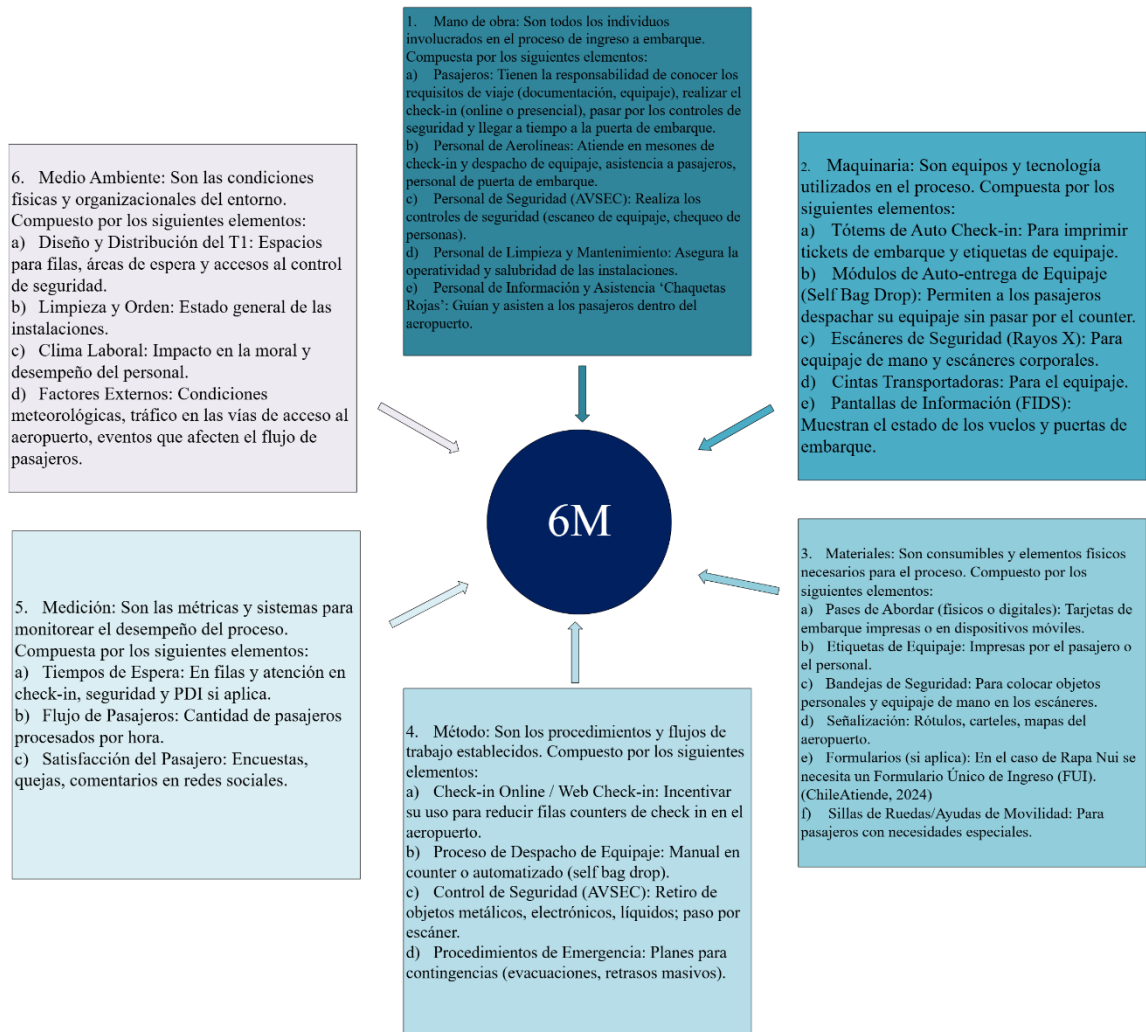 1. Mano de obra: Son todos los individuos
involucrados en el proceso de ingreso a embarque.
Compuesta por los siguientes elementos:
a) Pasajeros: Tienen la responsabilidad de conocer los
requisitos de viaje (documentación, equipaje), realizar el
check-in (online o presencial), pasar por los controles de
seguridad y llegar a tiempo a la puerta de embarque.
b) Personal de Aerolíneas: Atiende en mesones de
check-in y despacho de equipaje, asistencia a pasajeros,
personal de puerta de embarque.
c) Personal de Seguridad (AVSEC): Realiza los
controles de seguridad (escaneo de equipaje, chequeo de
personas).
d) Personal de Limpieza y Mantenimiento: Asegura la
operatividad y salubridad de las instalaciones.
e) Personal de Información y Asistencia ‘Chaquetas
Rojas’: Guían y asisten a los pasajeros dentro del
aeropuerto.
2. Maquinaria: Son equipos y tecnología
utilizados en el proceso. Compuesta por los
siguientes elementos:
a) Tótems de Auto Check-in: Para imprimir
tickets de embarque y etiquetas de equipaje.
b) Módulos de Auto-entrega de Equipaje
(Self Bag Drop): Permiten a los pasajeros
despachar su equipaje sin pasar por el counter.
c) Escáneres de Seguridad (Rayos X): Para
equipaje de mano y escáneres corporales.
d) Cintas Transportadoras: Para el equipaje.
e) Pantallas de Información (FIDS):
Muestran el estado de los vuelos y puertas de
embarque.
3. Materiales: Son consumibles y elementos físicos
necesarios para el proceso. Compuesto por los
siguientes elementos:
a) Pases de Abordar (físicos o digitales): Tarjetas de
embarque impresas o en dispositivos móviles.
b) Etiquetas de Equipaje: Impresas por el pasajero o
el personal.
c) Bandejas de Seguridad: Para colocar objetos
personales y equipaje de mano en los escáneres.
d) Señalización: Rótulos, carteles, mapas del
aeropuerto.
e) Formularios (si aplica): En el caso de Rapa Nui se
necesita un Formulario Único de Ingreso (FUI).
(ChileAtiende, 2024)
f) Sillas de Ruedas/Ayudas de Movilidad: Para
pasajeros con necesidades especiales.
4. Método: Son los procedimientos y flujos de
trabajo establecidos. Compuesto por los siguientes
elementos:
a) Check-in Online / Web Check-in: Incentivar
su uso para reducir filas counters de check in en el
aeropuerto.
b) Proceso de Despacho de Equipaje: Manual en
counter o automatizado (self bag drop).
c) Control de Seguridad (AVSEC): Retiro de
objetos metálicos, electrónicos, líquidos; paso por
escáner.
d) Procedimientos de Emergencia: Planes para
contingencias (evacuaciones, retrasos masivos).
5. Medición: Son las métricas y sistemas para
monitorear el desempeño del proceso.
Compuesta por los siguientes elementos:
a) Tiempos de Espera: En filas y atención en
check-in, seguridad y PDI si aplica.
b) Flujo de Pasajeros: Cantidad de pasajeros
procesados por hora.
c) Satisfacción del Pasajero: Encuestas,
quejas, comentarios en redes sociales.
6. Medio Ambiente: Son las condiciones
físicas y organizacionales del entorno.
Compuesto por los siguientes elementos:
a) Diseño y Distribución del T1: Espacios
para filas, áreas de espera y accesos al control
de seguridad.
b) Limpieza y Orden: Estado general de las
instalaciones.
c) Clima Laboral: Impacto en la moral y
desempeño del personal.
d) Factores Externos: Condiciones
meteorológicas, tráfico en las vías de acceso al
aeropuerto, eventos que afecten el flujo de
pasajeros.
6M